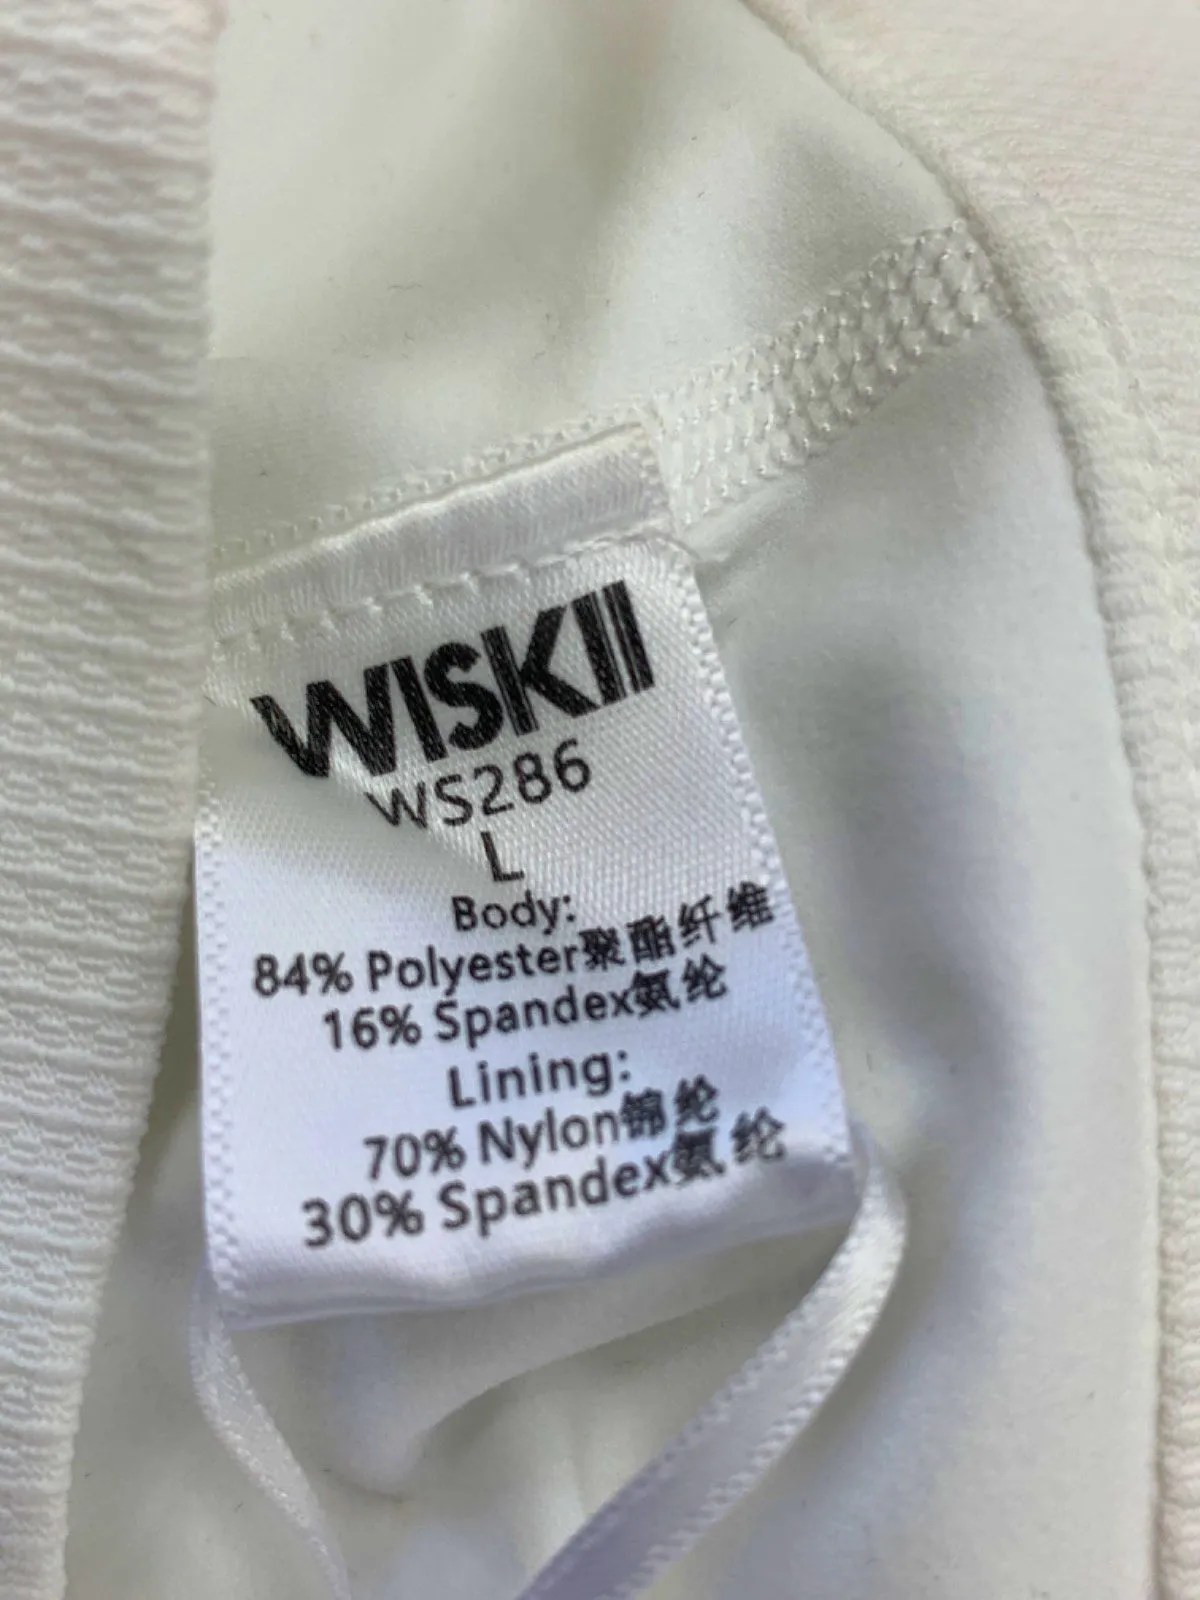 WISKII
WS286
L
Body:
84% Polyester聚酯纤维
16% Spandex氨纶
Lining:
70% Nylon锦纶
30% Spandex氨纶